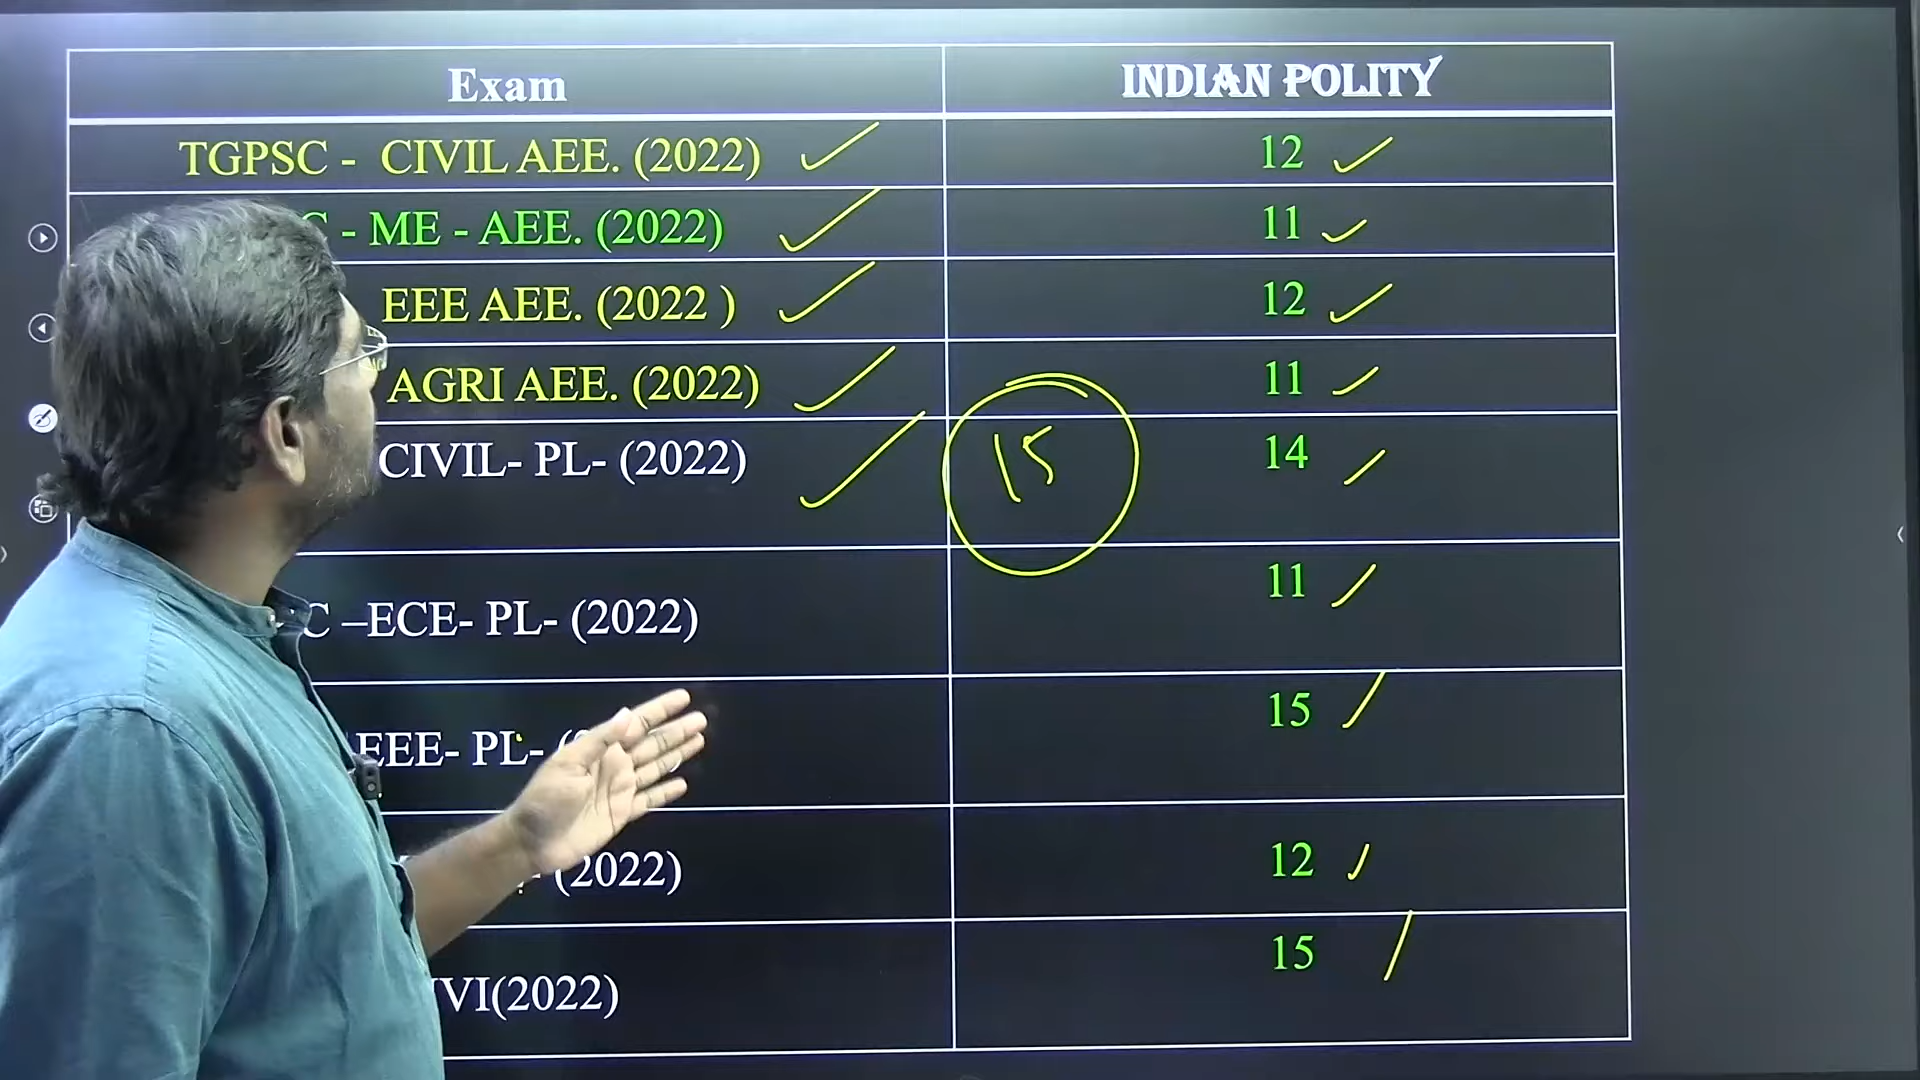 Exam INDIAN POLITY
TGPSC - CIVIL AEE. (2022) 12
C - ME - AEE. (2022) 11
EEE AEE. (2022 ) 12
AGRI AEE. (2022) 11
CIVIL- PL- (2022) 15 14
C –ECE- PL- (2022) 11
EEE- PL- 15
(2022) 12
VI(2022) 15